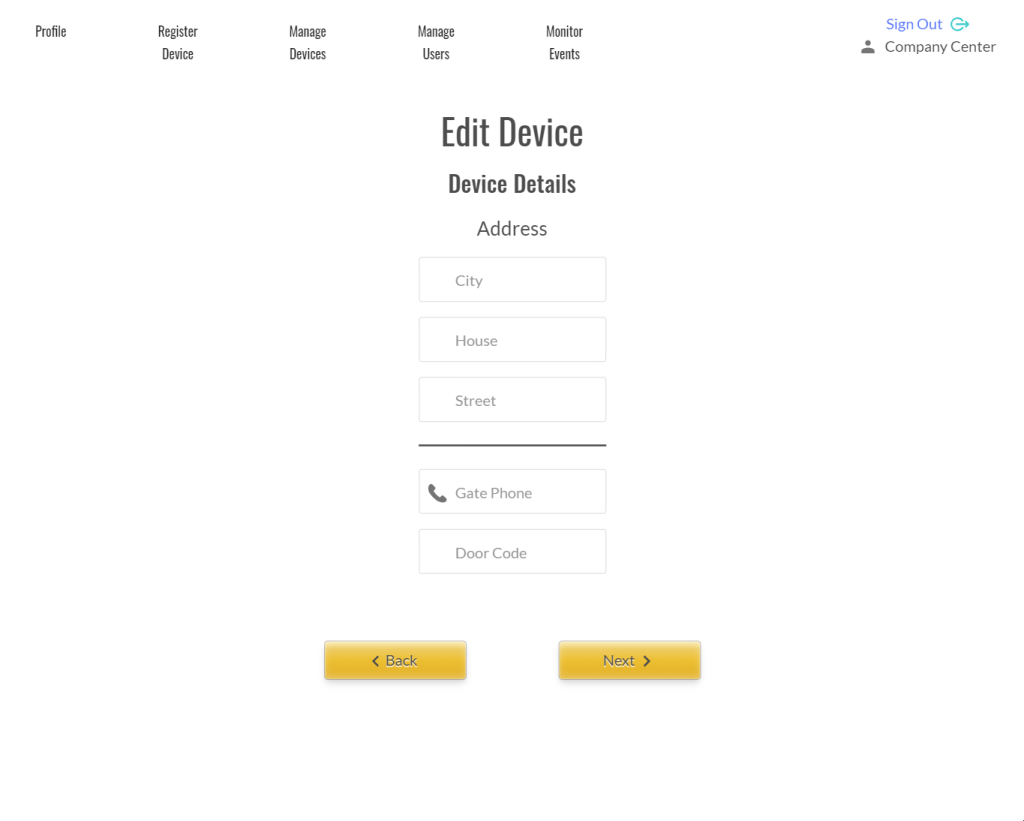 Profile
Register
Device
Manage
Devices
Manage
Users
Monitor
Events
Sign Out
Company Center
Edit Device
Device Details
Address
City
House
Street
Gate Phone
Door Code
Back
Next